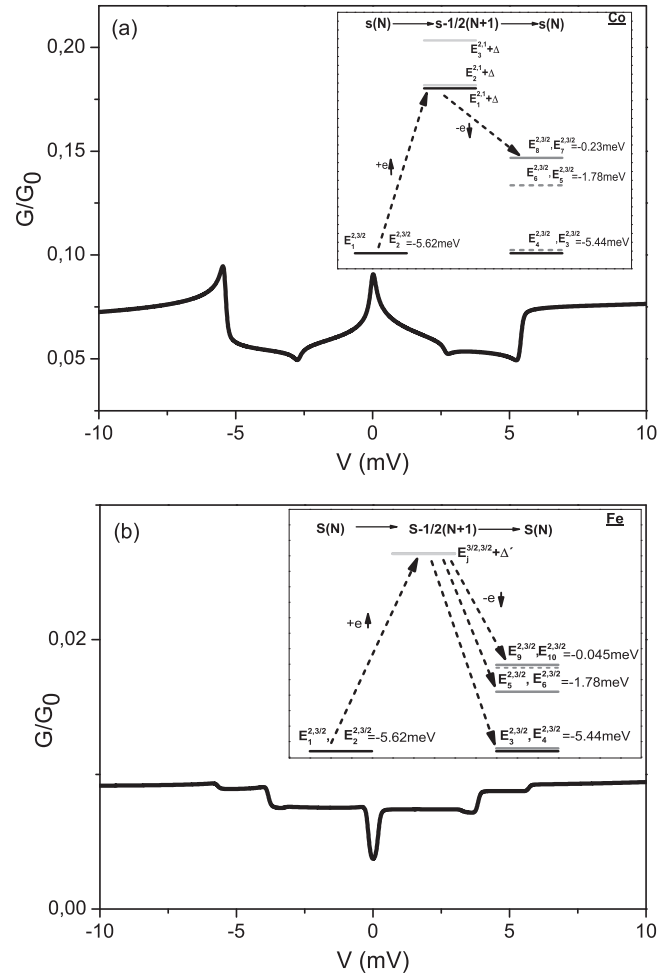 (a)
Co
s(N) s-1/2(N+1) s(N)
E₃^{2,1}+Δ
E₂^{2,1}+Δ
E₁^{2,1}+Δ
+e
-e
E₈^{2,3/2},E₇^{2,3/2}=-0.23meV
E₆^{2,3/2},E₅^{2,3/2}=-1.78meV
E₄^{2,3/2},E₃^{2,3/2}=-5.44meV
E₁^{2,3/2} E₂^{2,3/2}=-5.62meV
0,20
0,15
0,10
0,05
G/G₀
-10 -5 0 5 10
V (mV)
(b)
Fe
S(N) S-1/2(N+1) S(N)
Eⱼ^{3/2,3/2}+Δ´
+e
-e
E₉^{2,3/2},E₁₀^{2,3/2}=-0.045meV
E₅^{2,3/2}, E₆^{2,3/2}=-1.78meV
E₁^{2,3/2}, E₂^{2,3/2}=-5.62meV
E₃^{2,3/2}, E₄^{2,3/2}=-5.44meV
0,02
0,00
G/G₀
-10 -5 0 5 10
V (mV)